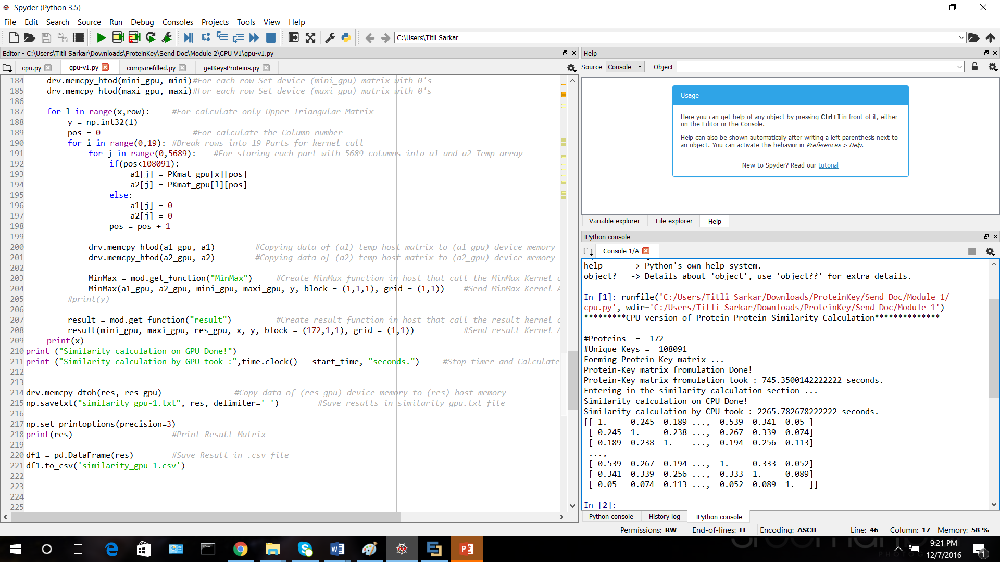 Spyder (Python 3.5)
File Edit Search Source Run Debug Consoles Projects Tools View Help
C:\Users\Titli Sarkar
Editor - C:\Users\Titli Sarkar\Downloads\ProteinKey\Send Doc\Module 2\GPU V1\gpu-v1.py
cpu.py gpu-v1.py comparefilled.py getKeysProteins.py
184 drv.memcpy_htod(mini_gpu, mini)#For each row Set device (mini_gpu) matrix with 0's
185 drv.memcpy_htod(maxi_gpu, maxi)#For each row Set device (maxi_gpu) matrix with 0's
186
187 for l in range(x,row): #For calculate only Upper Triangular Matrix
188 y = np.int32(l)
189 pos = 0 #For calculate the Column number
190 for i in range(0,19): #Break rows into 19 Parts for kernel call
191 for j in range(0,5689): #For storing each part with 5689 columns into a1 and a2 Temp array
192 if(pos<108091):
193 a1[j] = PKmat_gpu[x][pos]
194 a2[j] = PKmat_gpu[l][pos]
195 else:
196 a1[j] = 0
197 a2[j] = 0
198 pos = pos + 1
199
200 drv.memcpy_htod(a1_gpu, a1) #Copying data of (a1) temp host matrix to (a1_gpu) device memory
201 drv.memcpy_htod(a2_gpu, a2) #Copying data of (a2) temp host matrix to (a2_gpu) device memory
202
203 MinMax = mod.get_function("MinMax") #Create MinMax function in host that call the MinMax Kernel
204 MinMax(a1_gpu, a2_gpu, mini_gpu, maxi_gpu, y, block = (1,1,1), grid = (1,1)) #Send MinMax Kernel
205 #print(y)
206
207 result = mod.get_function("result") #Create result function in host that call the result kernel
208 result(mini_gpu, maxi_gpu, res_gpu, x, y, block = (172,1,1), grid = (1,1)) #Send result Kernel
209 print(x)
210 print ("Similarity calculation on GPU Done!")
211 print ("Similarity calculation by GPU took :",time.clock() - start_time, "seconds.") #Stop timer and Calculate
212
213
214 drv.memcpy_dtoh(res, res_gpu) #Copy data of (res_gpu) device memory to (res) host memory
215 np.savetxt("similarity_gpu-1.txt", res, delimiter=' ') #Save results in similarity_gpu.txt file
216
217 np.set_printoptions(precision=3)
218 print(res) #Print Result Matrix
219
220 df1 = pd.DataFrame(res) #Save Result in .csv file
221 df1.to_csv('similarity_gpu-1.csv')
222
223
224
225
Help
Source Console Object
Usage
Here you can get help of any object by pressing Ctrl+I in front of it, either
on the Editor or the Console.
Help can also be shown automatically after writing a left parenthesis next to
an object. You can activate this behavior in Preferences > Help.
New to Spyder? Read our tutorial
Variable explorer File explorer Help
IPython console
Console 1/A
help -> Python's own help system.
object? -> Details about 'object', use 'object??' for extra details.
In [1]: runfile('C:/Users/Titli Sarkar/Downloads/ProteinKey/Send Doc/Module 1/
cpu.py', wdir='C:/Users/Titli Sarkar/Downloads/ProteinKey/Send Doc/Module 1')
*********CPU version of Protein-Protein Similarity Calculation**************
#Proteins = 172
#Unique Keys = 108091
Forming Protein-Key matrix ...
Protein-Key matrix fromulation Done!
Protein-Key matrix fromulation took : 745.3500142222222 seconds.
Entering in the similarity calculation section ...
Similarity calculation on CPU Done!
Similarity calculation by CPU took : 2265.782678222222 seconds.
[[ 1. 0.245 0.189 ..., 0.539 0.341 0.05 ]
[ 0.245 1. 0.238 ..., 0.267 0.339 0.074]
[ 0.189 0.238 1. ..., 0.194 0.256 0.113]
...,
[ 0.539 0.267 0.194 ..., 1. 0.333 0.052]
[ 0.341 0.339 0.256 ..., 0.333 1. 0.089]
[ 0.05 0.074 0.113 ..., 0.052 0.089 1. ]]
In [2]:
Python console History log IPython console
Permissions: RW End-of-lines: LF Encoding: ASCII Line: 46 Column: 17 Memory: 58 %
9:21 PM
12/7/2016
1